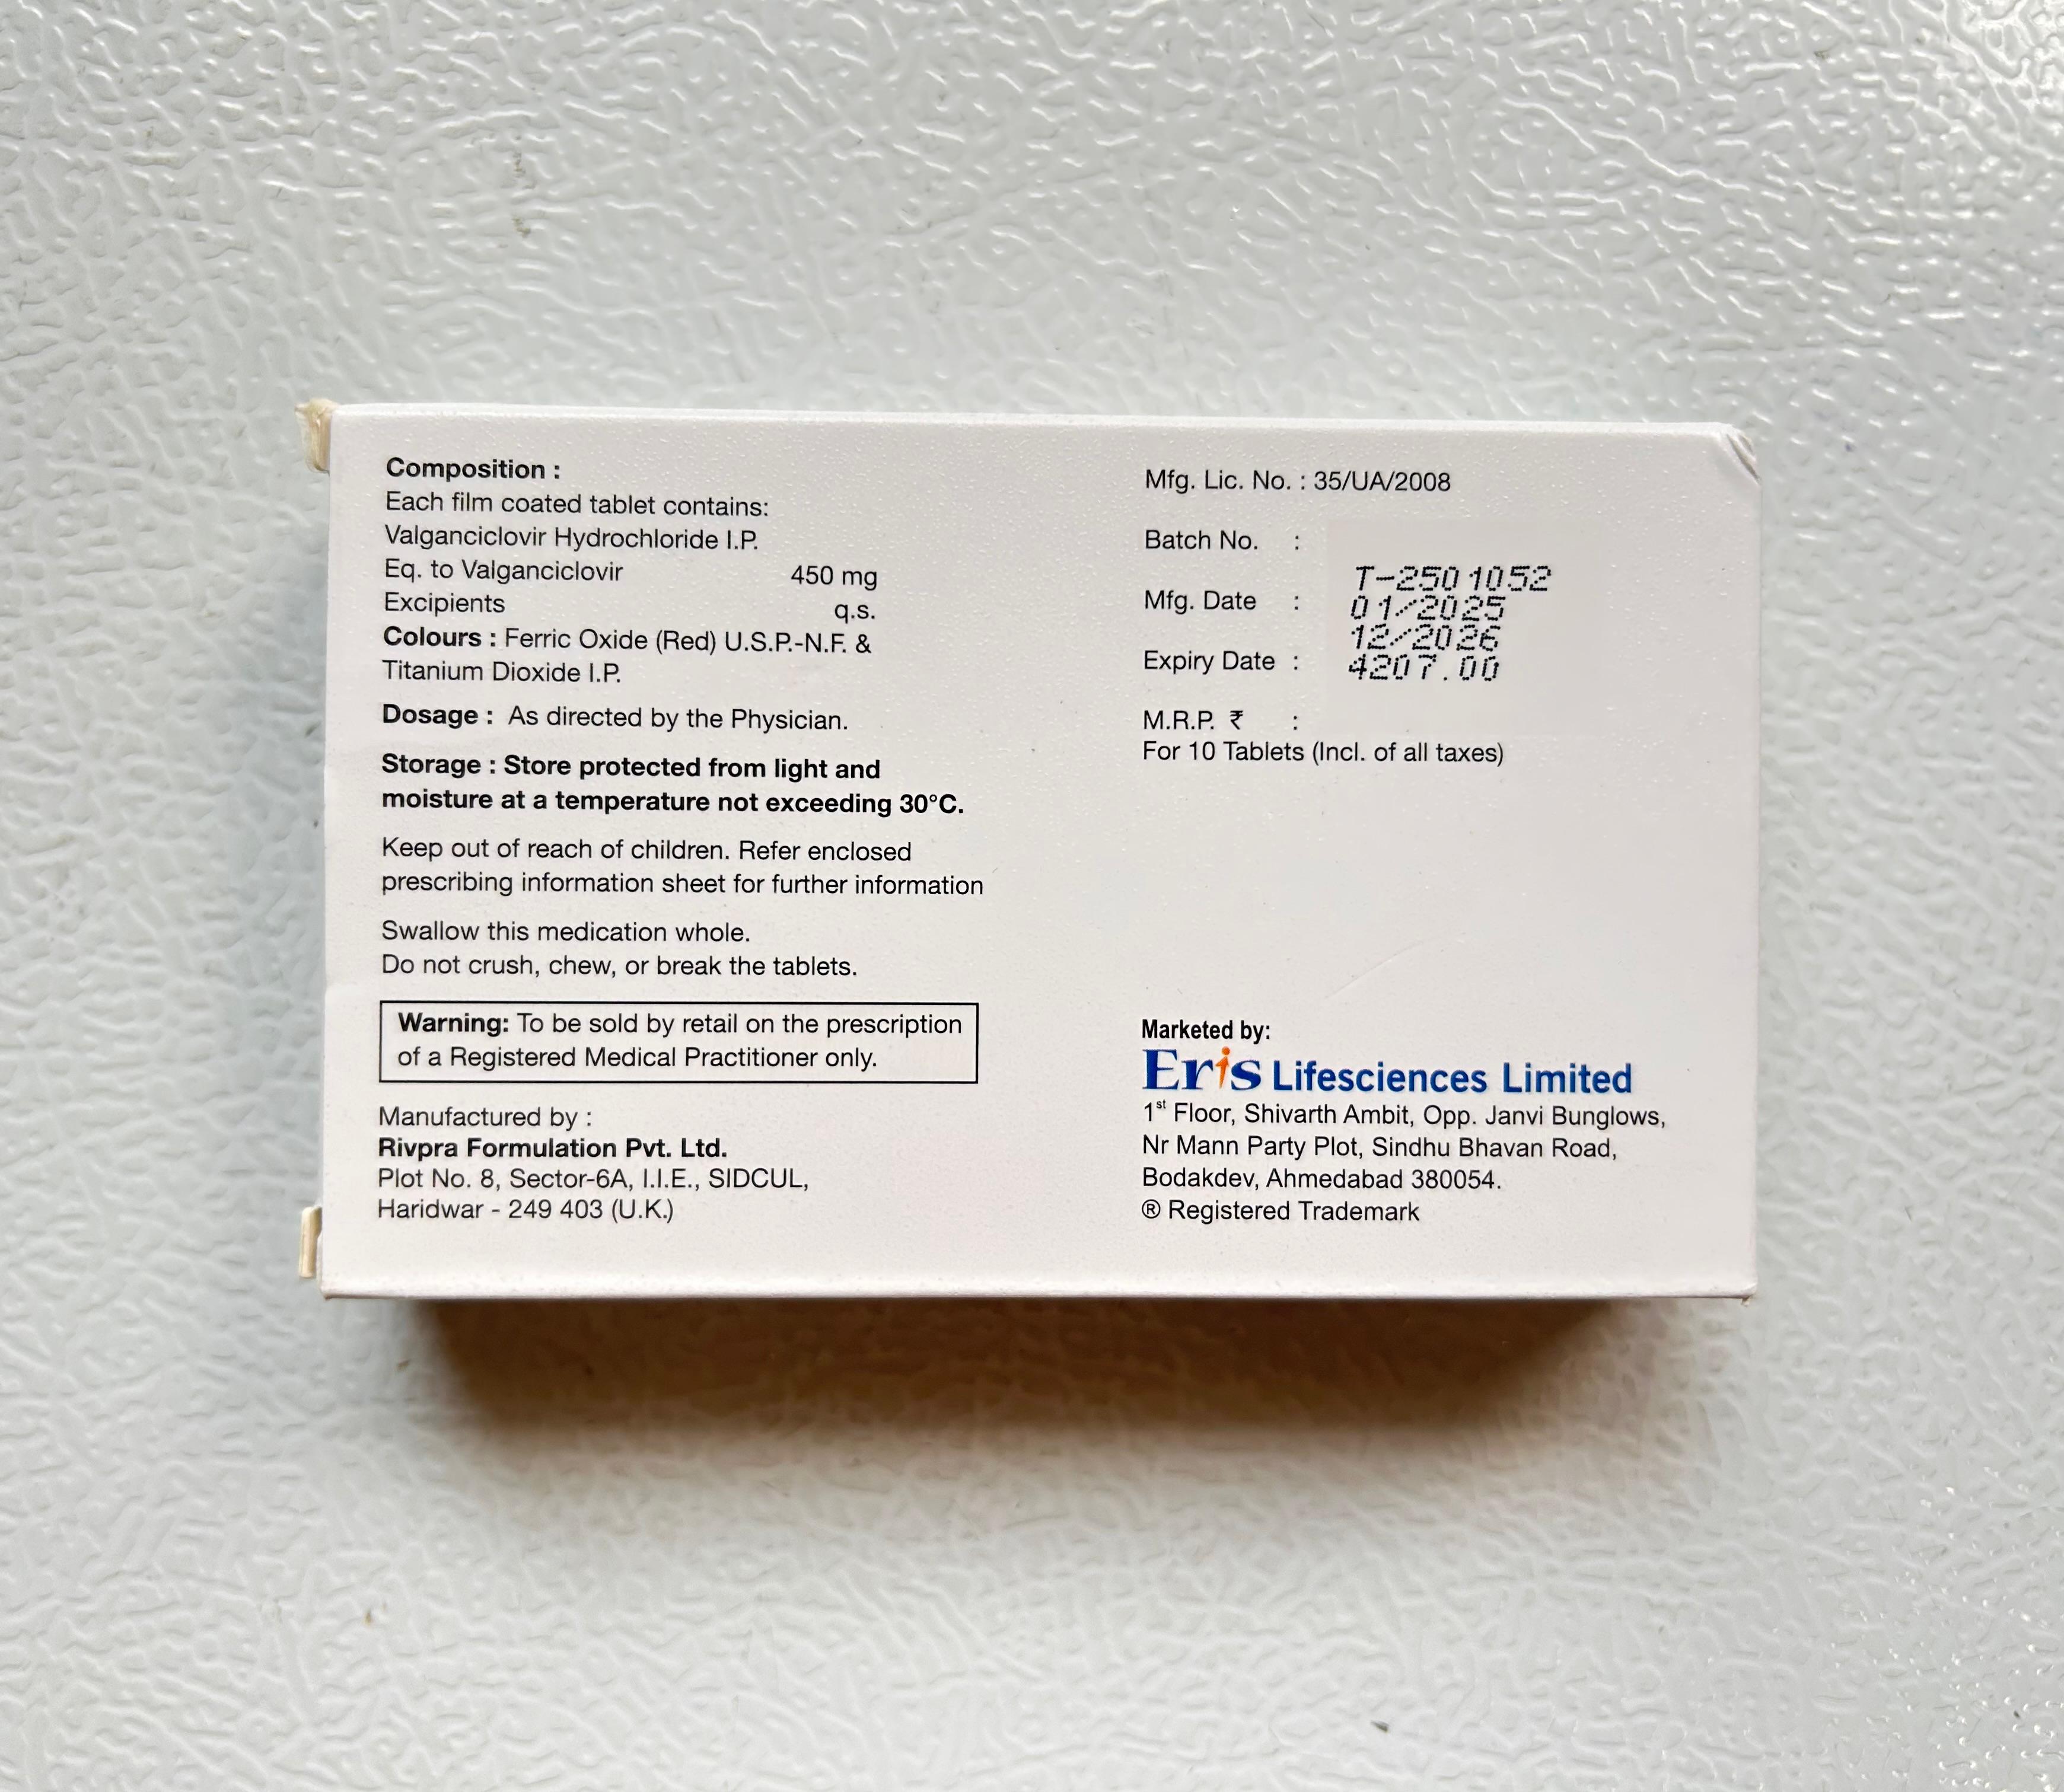 Composition :
Each film coated tablet contains:
Valganciclovir Hydrochloride I.P.
Eq. to Valganciclovir 450 mg
Excipients q.s.
Colours : Ferric Oxide (Red) U.S.P.-N.F. &
Titanium Dioxide I.P.
Dosage : As directed by the Physician.
Storage : Store protected from light and
moisture at a temperature not exceeding 30°C.
Keep out of reach of children. Refer enclosed
prescribing information sheet for further information
Swallow this medication whole.
Do not crush, chew, or break the tablets.
Warning: To be sold by retail on the prescription
of a Registered Medical Practitioner only.
Manufactured by :
Rivpra Formulation Pvt. Ltd.
Plot No. 8, Sector-6A, I.I.E., SIDCUL,
Haridwar - 249 403 (U.K.)
Mfg. Lic. No. : 35/UA/2008
Batch No. :
Mfg. Date :
Expiry Date :
M.R.P. ₹ :
T-2501052
01/2025
12/2026
4207.00
For 10 Tablets (Incl. of all taxes)
Marketed by:
Eris Lifesciences Limited
1st Floor, Shivarth Ambit, Opp. Janvi Bunglows,
Nr Mann Party Plot, Sindhu Bhavan Road,
Bodakdev, Ahmedabad 380054.
® Registered Trademark